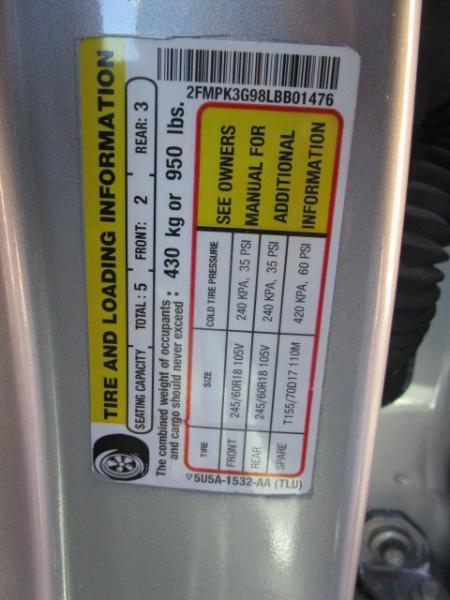 2FMPK3G98LBB01476
TIRE AND LOADING INFORMATION
SEATING CAPACITY TOTAL : 5 FRONT: 2 REAR: 3
The combined weight of occupants
and cargo should never exceed : 430 kg or 950 lbs.
TIRE SIZE COLD TIRE PRESSURE
FRONT 245/60R18 105V 240 KPA, 35 PSI
REAR 245/60R18 105V 240 KPA, 35 PSI
SPARE T155/70D17 110M 420 KPA, 60 PSI
SEE OWNERS
MANUAL FOR
ADDITIONAL
INFORMATION
5U5A-1532-AA (TLU)